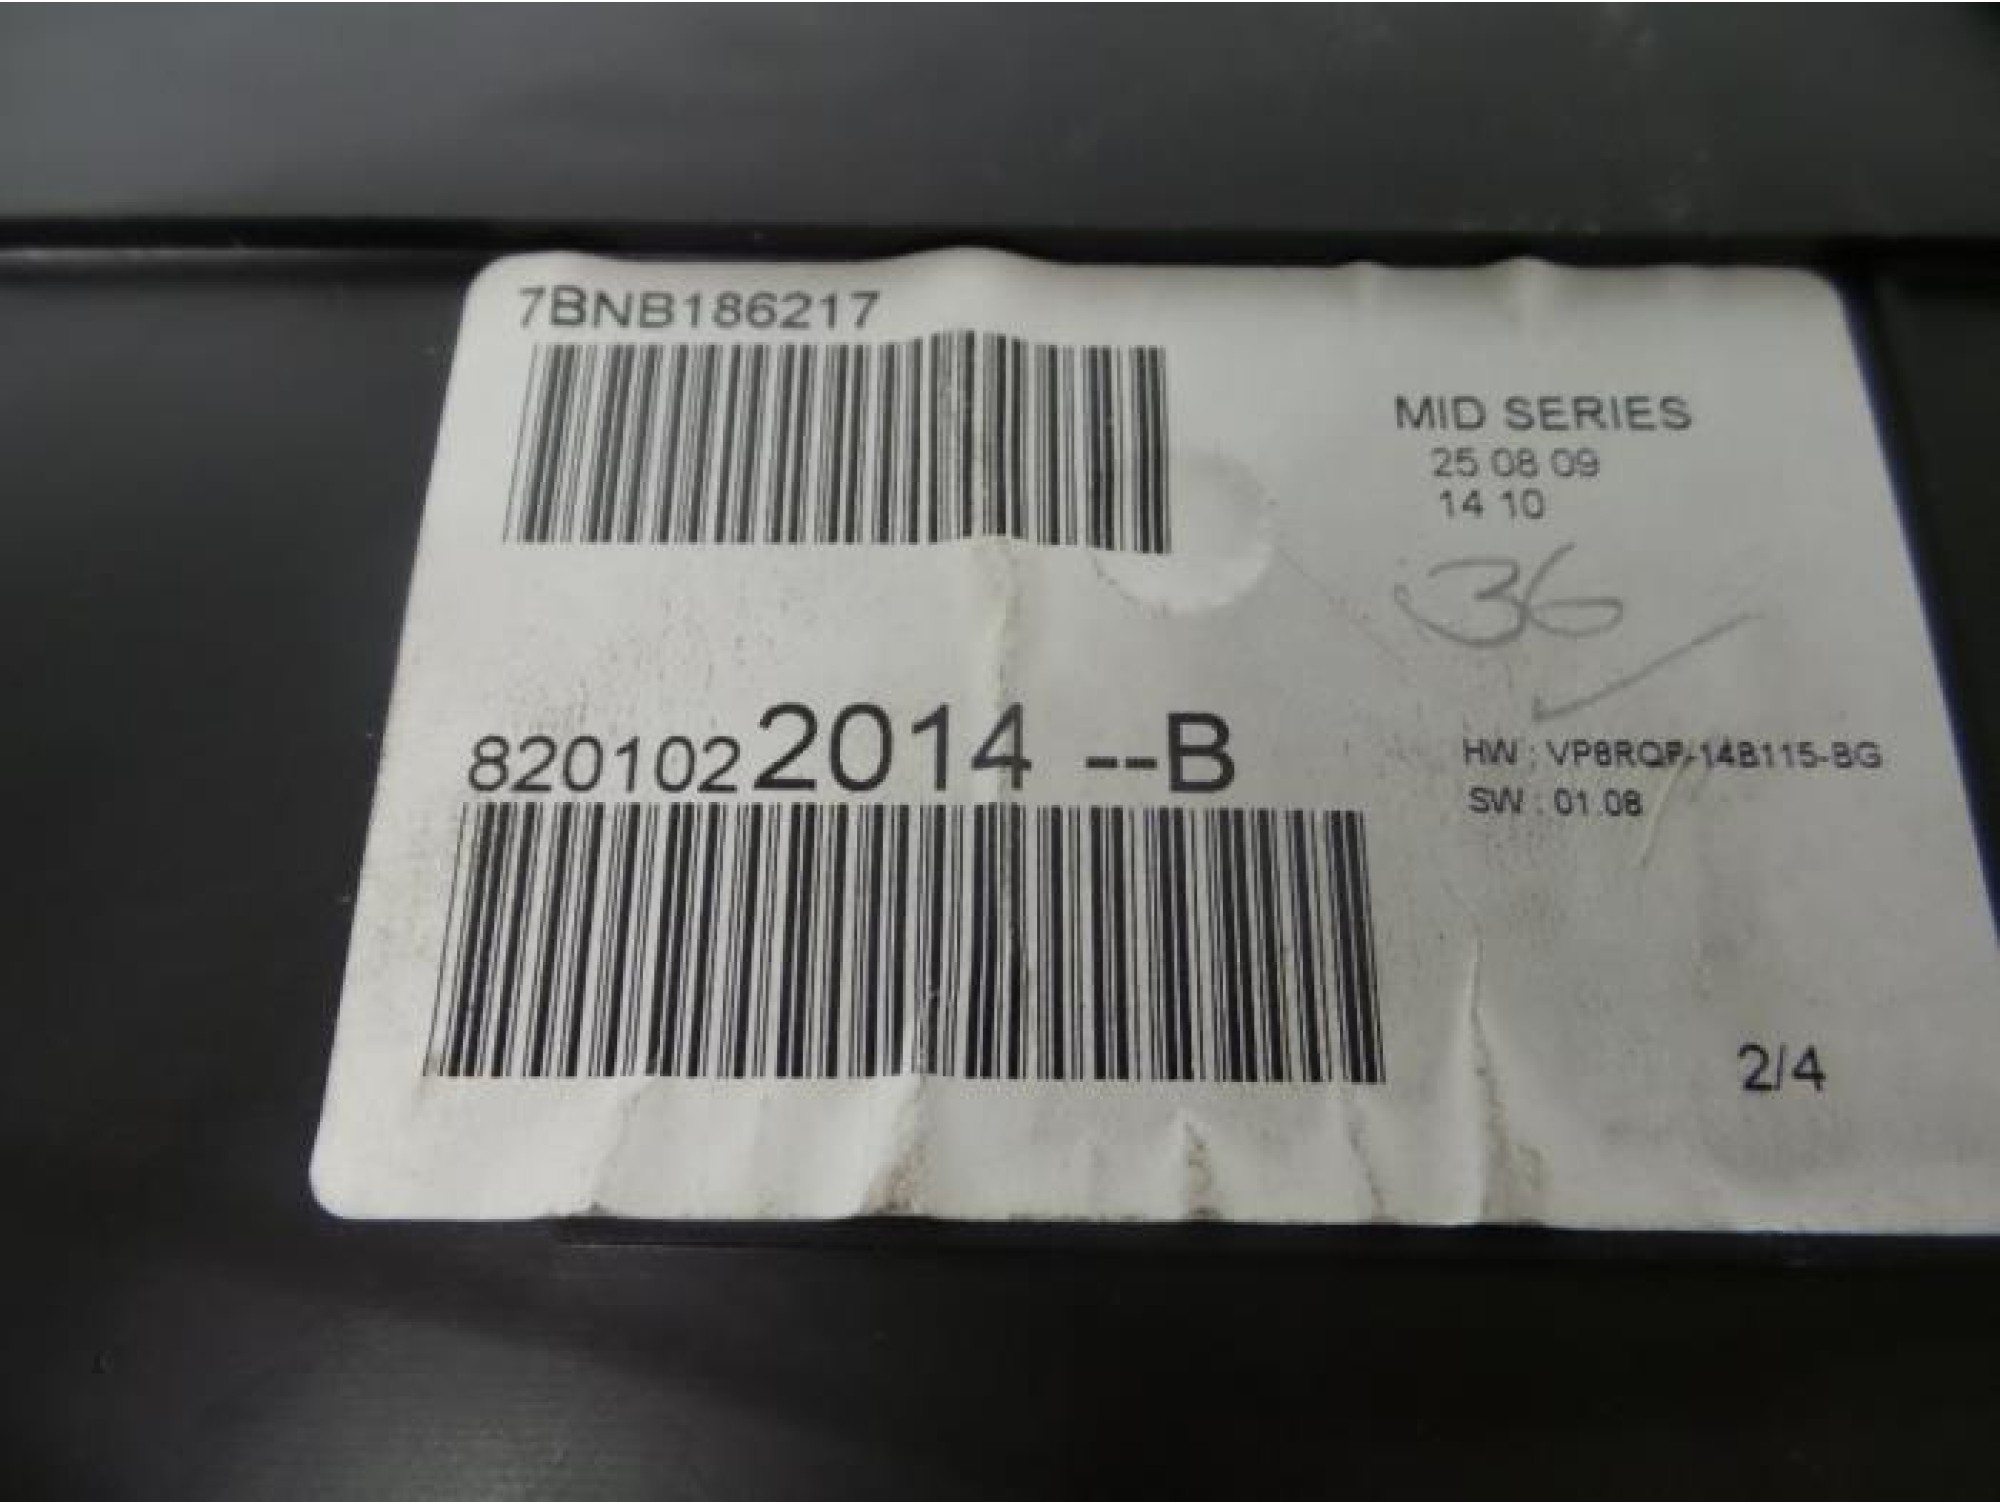 7BNB186217
MID SERIES
25 08 09
14 10
36
8201022014 --B
HW : VP8RQF-14B115-BG
SW : 01.08
2/4